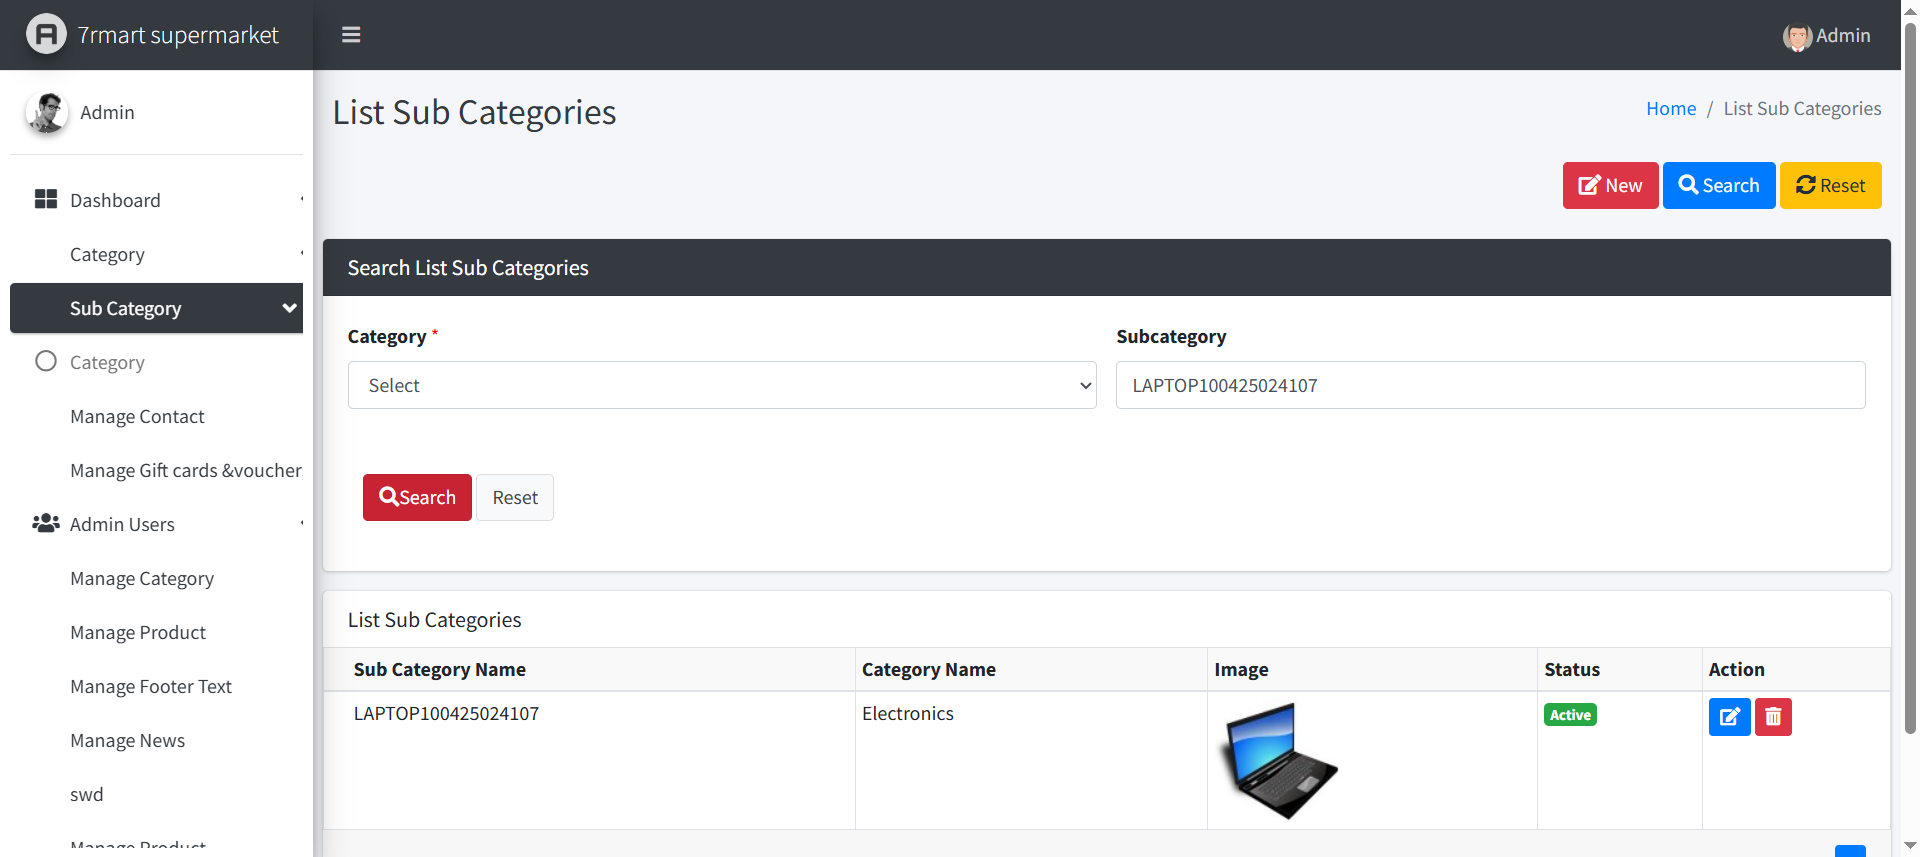 7rmart supermarket
Admin
Admin
List Sub Categories
Home / List Sub Categories
New Search Reset
Dashboard
Category
Sub Category
Category
Manage Contact
Manage Gift cards &voucher
Admin Users
Manage Category
Manage Product
Manage Footer Text
Manage News
swd
Manage Product
Search List Sub Categories
Category * Subcategory
Select LAPTOP100425024107
Search Reset
List Sub Categories
Sub Category Name Category Name Image Status Action
LAPTOP100425024107 Electronics Active